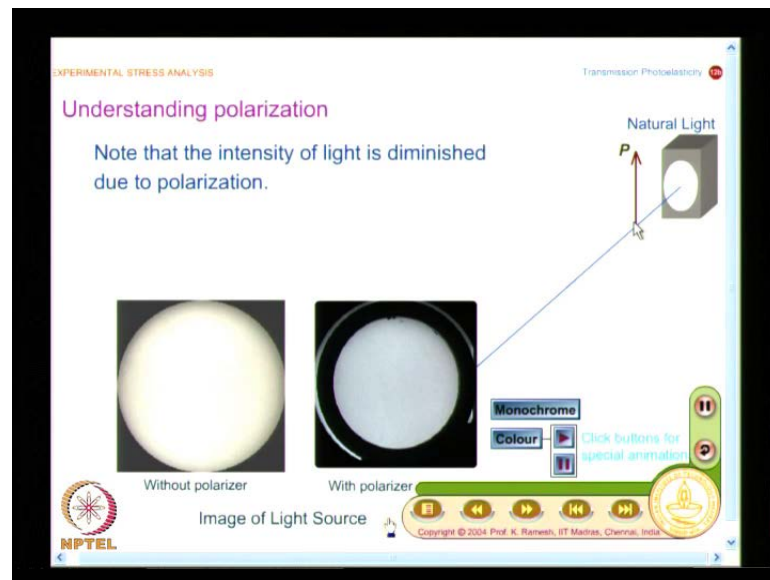 EXPERIMENTAL STRESS ANALYSIS
Transmission Photoelasticity 12b
Understanding polarization
Natural Light
P
Note that the intensity of light is diminished
due to polarization.
Monochrome
Colour
Click buttons for
special animation
Without polarizer
With polarizer
Image of Light Source
NPTEL
Copyright © 2004 Prof. K. Ramesh, IIT Madras, Chennai, India